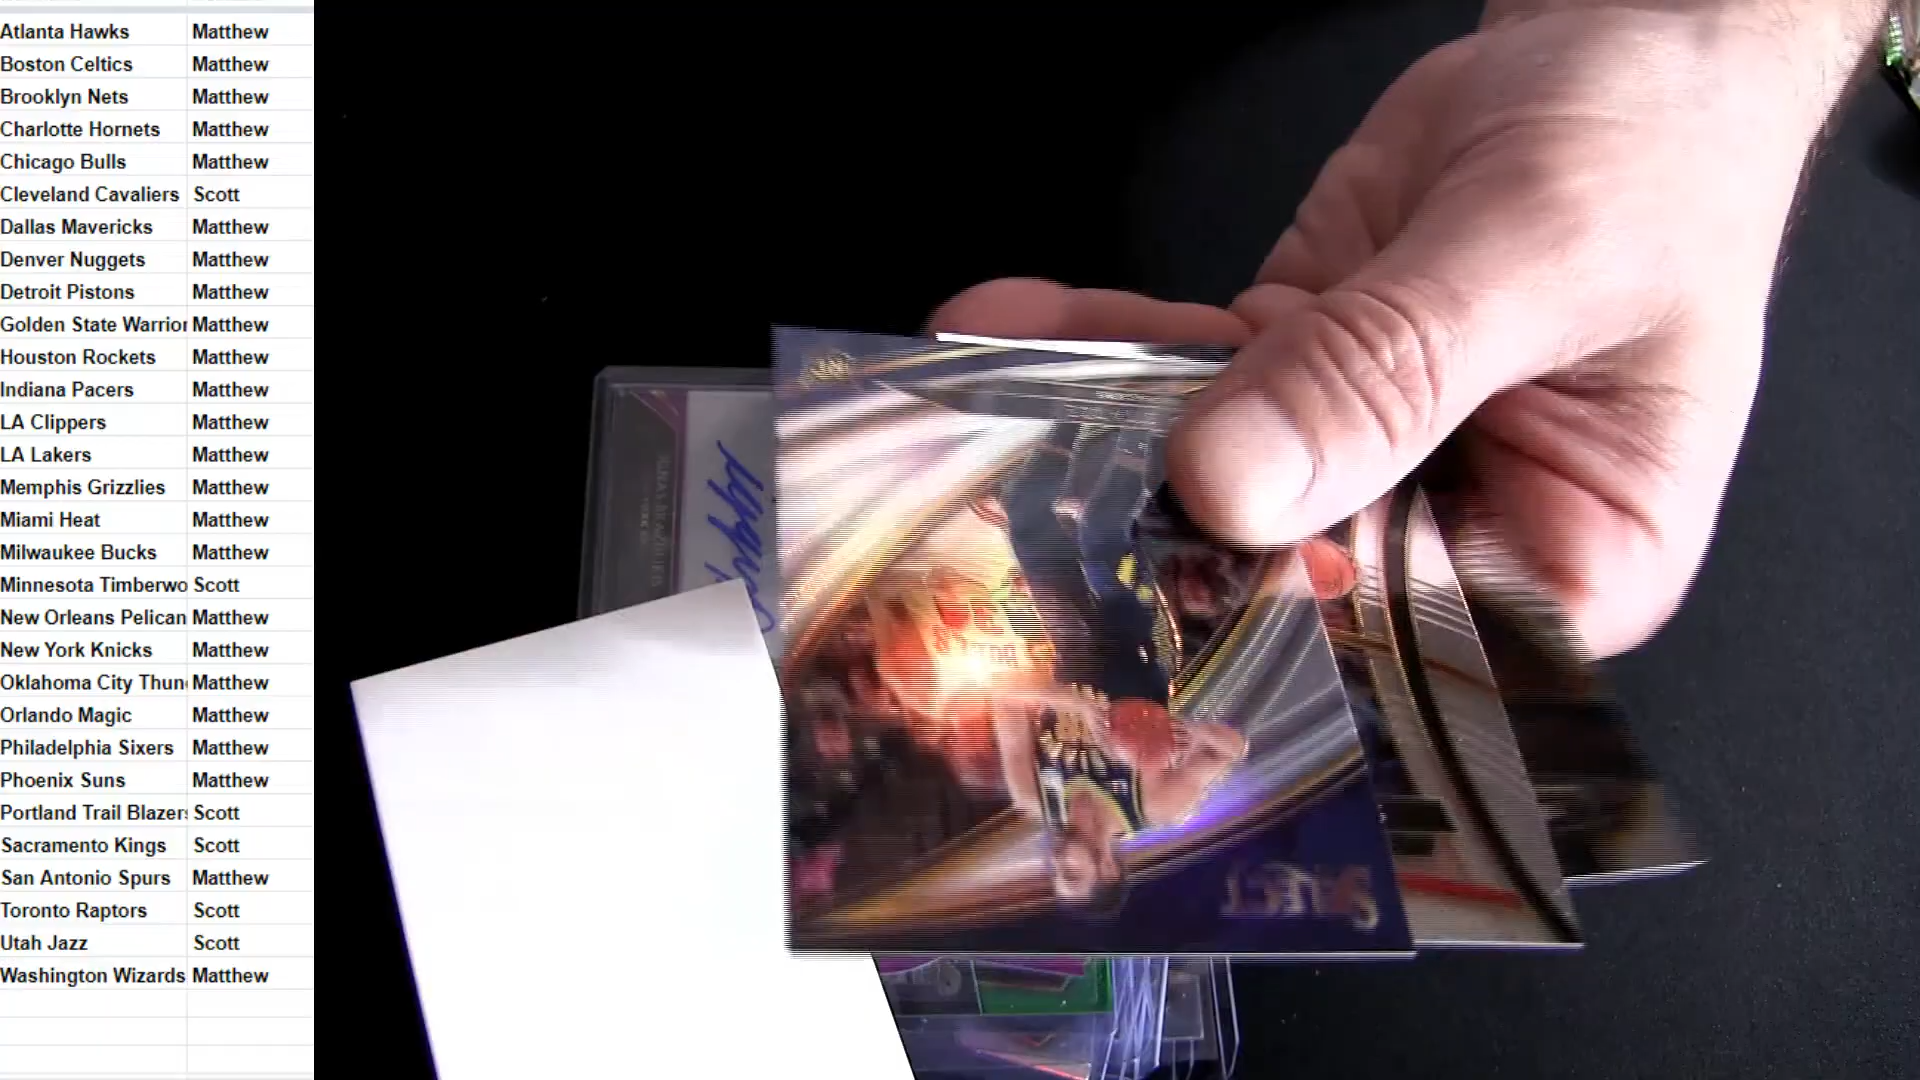 Atlanta Hawks Matthew
Boston Celtics Matthew
Brooklyn Nets Matthew
Charlotte Hornets Matthew
Chicago Bulls Matthew
Cleveland Cavaliers Scott
Dallas Mavericks Matthew
Denver Nuggets Matthew
Detroit Pistons Matthew
Golden State Warrior Matthew
Houston Rockets Matthew
Indiana Pacers Matthew
LA Clippers Matthew
LA Lakers Matthew
Memphis Grizzlies Matthew
Miami Heat Matthew
Milwaukee Bucks Matthew
Minnesota Timberwo Scott
New Orleans Pelican Matthew
New York Knicks Matthew
Oklahoma City Thun Matthew
Orlando Magic Matthew
Philadelphia Sixers Matthew
Phoenix Suns Matthew
Portland Trail Blazers Scott
Sacramento Kings Scott
San Antonio Spurs Matthew
Toronto Raptors Scott
Utah Jazz Scott
Washington Wizards Matthew
SELECT